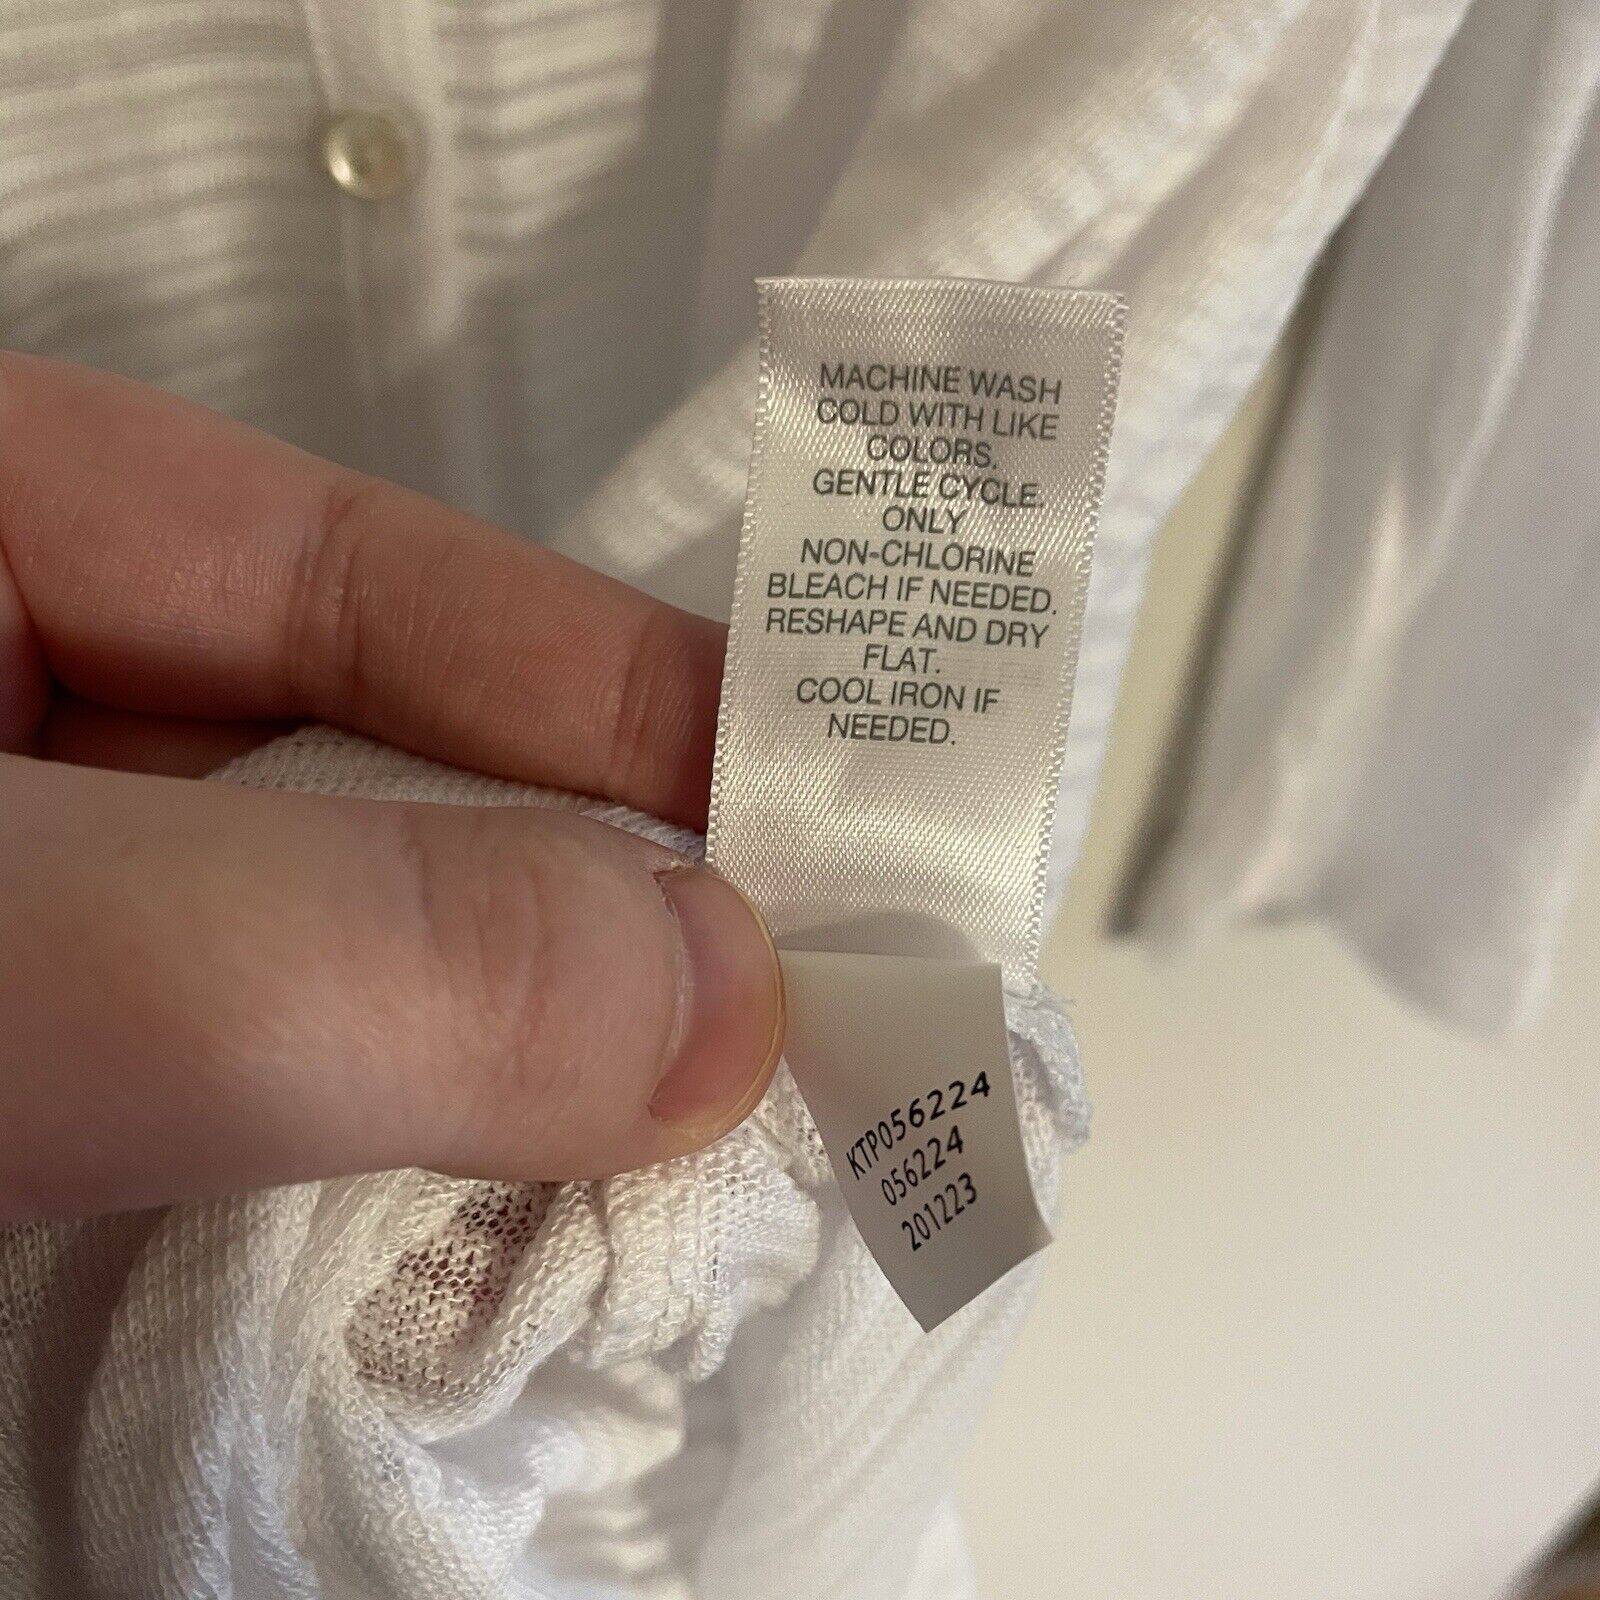 MACHINE WASH
COLD WITH LIKE
COLORS.
GENTLE CYCLE.
ONLY
NON-CHLORINE
BLEACH IF NEEDED.
RESHAPE AND DRY
FLAT.
COOL IRON IF
NEEDED.
KTP056224
056224
201223